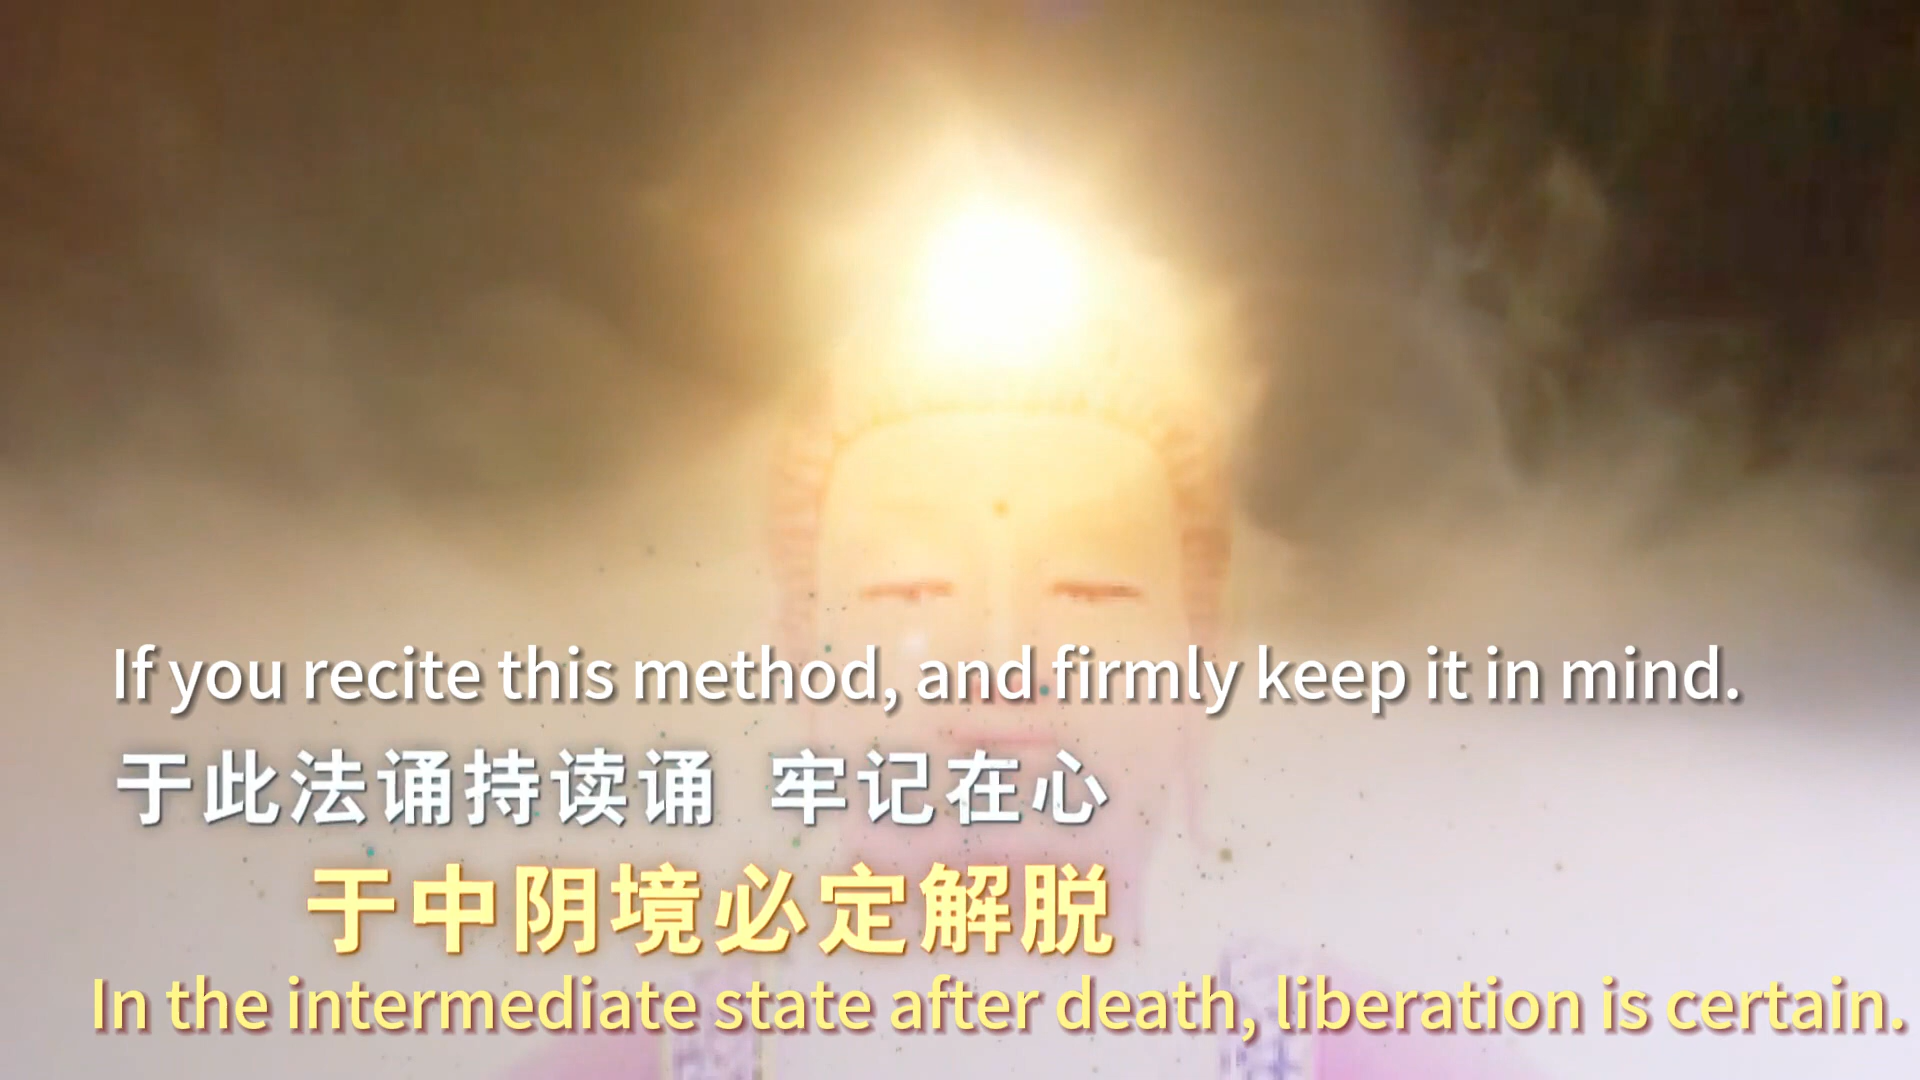 If you recite this method, and firmly keep it in mind.
于此法诵持读诵 牢记在心
于中阴境必定解脱
In the intermediate state after death, liberation is certain.